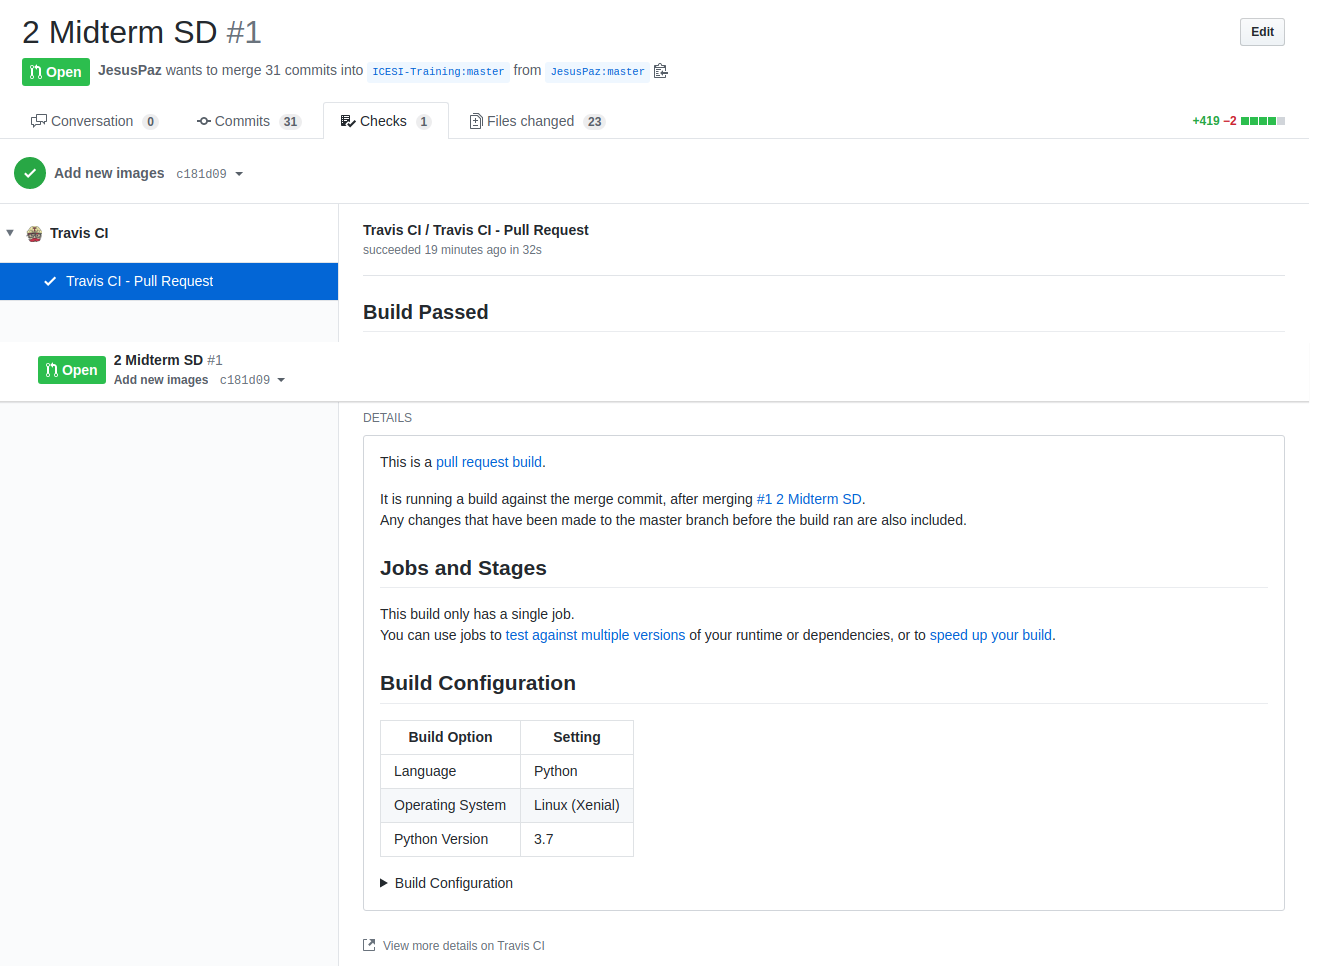 2 Midterm SD #1
Edit
Open JesusPaz wants to merge 31 commits into ICESI-Training:master from JesusPaz:master
Conversation 0 Commits 31 Checks 1 Files changed 23 +419 −2
Add new images c181d09
Travis CI
Travis CI - Pull Request
Travis CI / Travis CI - Pull Request
succeeded 19 minutes ago in 32s
Build Passed
Open 2 Midterm SD #1
Add new images c181d09
DETAILS
This is a pull request build.
It is running a build against the merge commit, after merging #1 2 Midterm SD.
Any changes that have been made to the master branch before the build ran are also included.
Jobs and Stages
This build only has a single job.
You can use jobs to test against multiple versions of your runtime or dependencies, or to speed up your build.
Build Configuration
Build Option Setting
Language Python
Operating System Linux (Xenial)
Python Version 3.7
Build Configuration
View more details on Travis CI